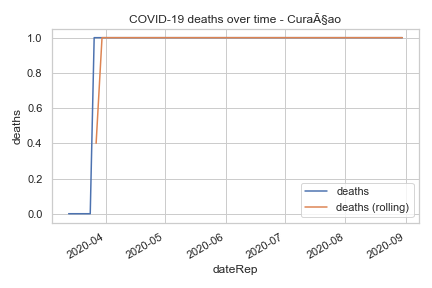 COVID-19 deaths over time - CuraÃ§ao
deaths
1.0
0.8
0.6
0.4
0.2
0.0
deaths
deaths (rolling)
2020-04
2020-05
2020-06
2020-07
2020-08
2020-09
dateRep